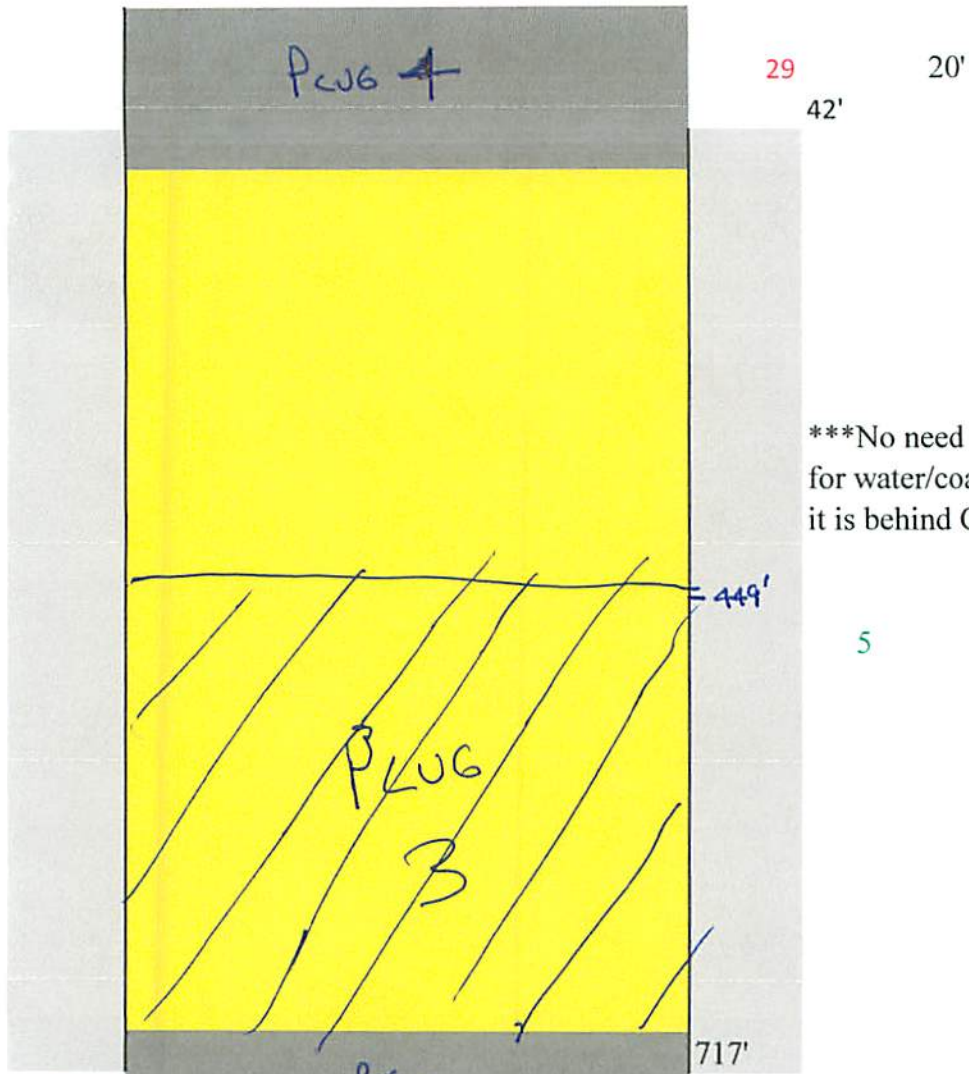 PLUG 4
29 20'
42'
***No need
for water/coa
it is behind
449'
5
PLUG
3
717'